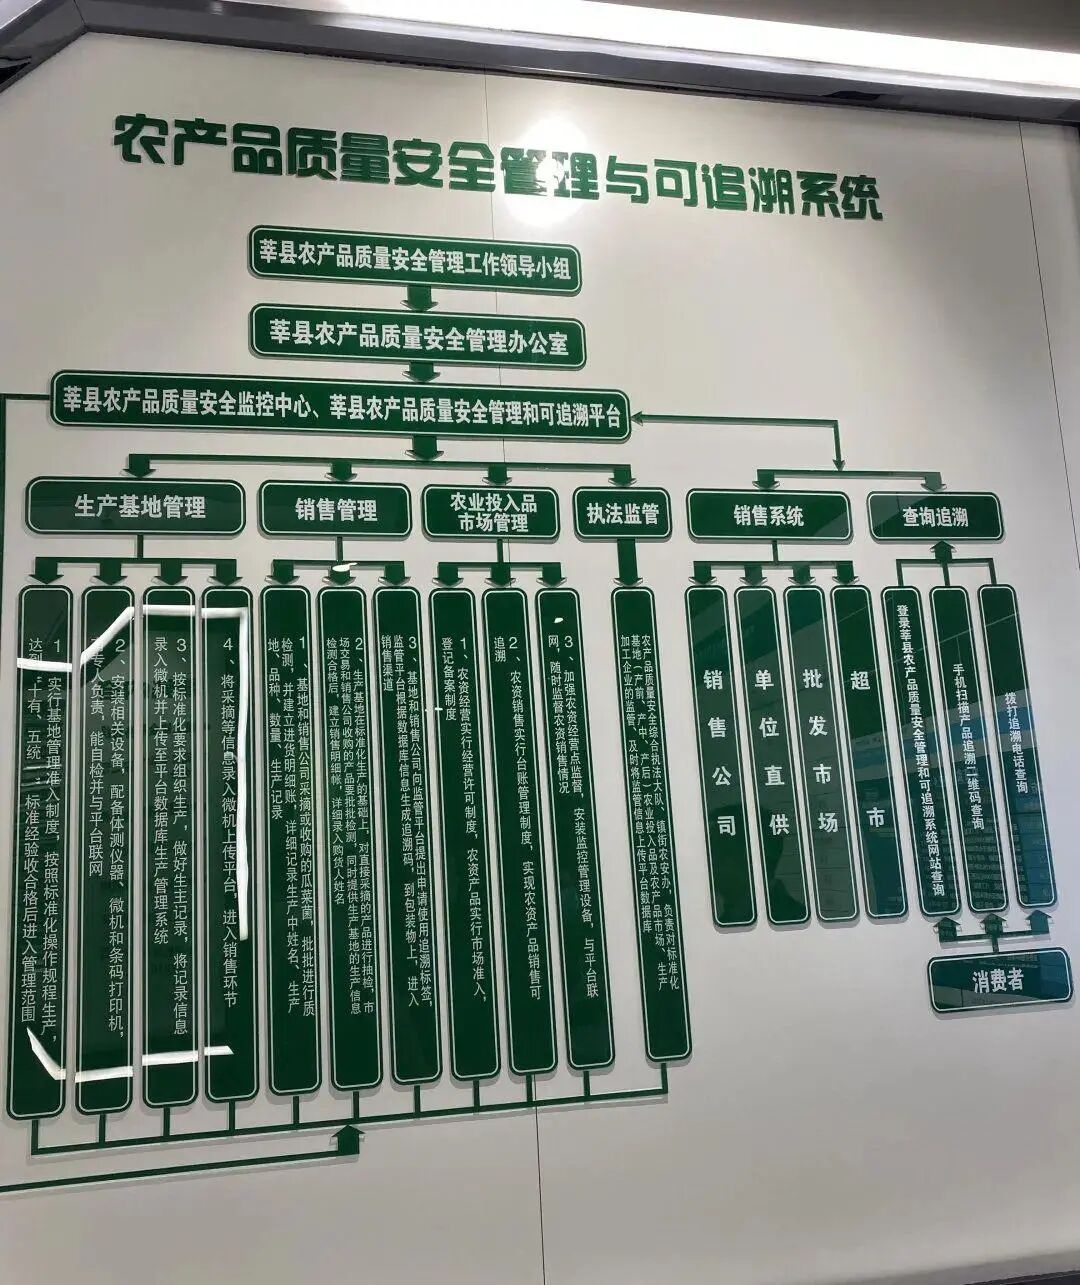 农产品质量安全管理与可追溯系统
莘县农产品质量安全管理工作领导小组
莘县农产品质量安全管理办公室
莘县农产品质量安全监控中心、莘县农产品质量安全管理和可追溯平台
生产基地管理
销售管理
农业投入品
市场管理
执法监管
销售系统
查询追溯
1、实行基地管理准入制度，按照标准化操作规程生产，
达到“十有、五统一”标准经验收合格后进入管理范围
2、安装相关设备，配备体测仪器、微机和条码打印机，
专人负责，能自检并与平台联网
3、按标准化要求组织生产，做好生主记录，将记录信息
录入微机并上传至平台数据库生产管理系统
4、将采摘等信息录入微机上传平台，进入销售环节
1、基地和销售公司采摘或收购的瓜菜菌，批批进行质
检测，并建立进货明细账，详细记录生产中姓名、生产
地、品种、数量、生产记录
2、生产基地在标准化生产的基础上，对直接采摘的产品进行抽检，市
场交易和销售公司收购的产品要批批检测，同时提供生产基地的生产信息
检测合格后，建立销售明细帐，详细录入购货人姓名
3、基地和销售公司向监管平台提出申请使用追溯标签，
监管平台根据数据库信息生成追溯码，到包装物上，进入
销售渠道
1、农资经营实行经营许可制度，农资产品实行市场准入，
登记备案制度
2、农资销售实行台账管理制度，实现农资产品销售可
追溯
3、加强农资经营点监督，安装监控管理设备，与平台联
网，随时监督农资销售情况
农产品质量安全综合执法大队、镇街农安办，负责对标准化
基地（产前、产中、产后）农业投入品及农产品市场、生产
加工企业的监管、及时将监管信息上传平台数据库
销售公司
单位直供
批发市场
超市
登录莘县农产品质量安全管理和可追溯系统网站查询
手机扫描产品追溯二维码查询
拨打追溯电话查询
消费者